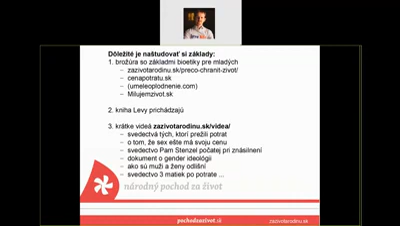 Dôležité je naštudovať si základy:
1. brožúra so základmi bioetiky pre mladých
– zazivotarodinu.sk/preco-chranit-zivot/
– cenapotratu.sk
– (umeleoplodnenie.com)
– Milujemzivot.sk
2. kniha Levy prichádzajú
3. krátke videá zazivotarodinu.sk/videa/
– svedectvá tých, ktorí prežili potrat
– o tom, že sex ešte má svoju cenu
– svedectvo Pam Stenzel počatej pri znásilnení
– dokument o gender ideológii
– ako sú muži a ženy odlišní
– svedectvo 3 matiek po potrate ...
národný pochod za život
pochodzazivot.sk
zazivotarodinu.sk